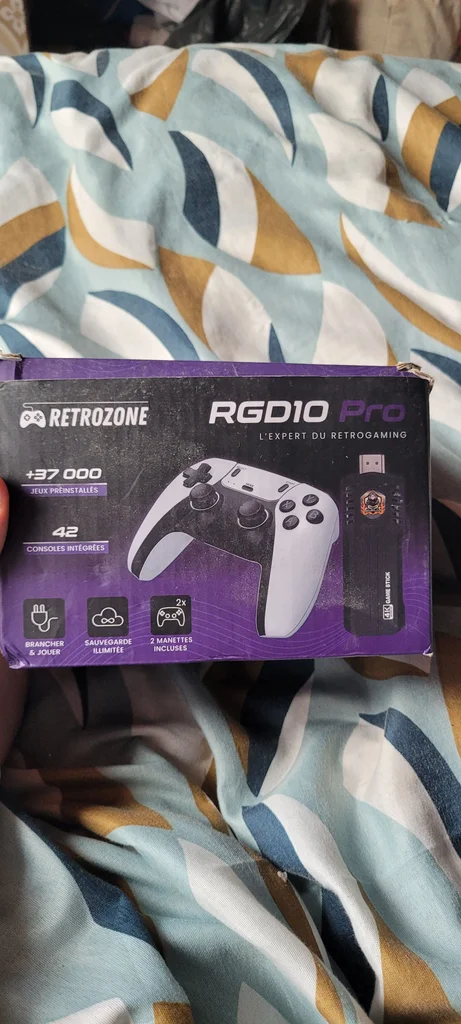 RETROZONE
RGD10 Pro
L'EXPERT DU RETROGAMING
+37 000
JEUX PRÉINSTALLÉS
42
CONSOLES INTÉGRÉES
4K GAME STICK
2x
BRANCHER
& JOUER
SAUVEGARDE
ILLIMITÉE
2 MANETTES
INCLUSES